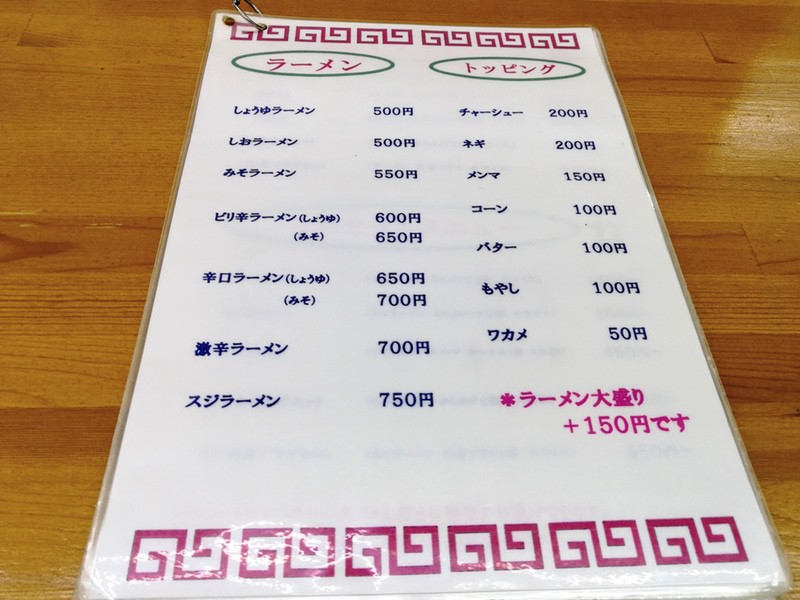 ラーメン
しょうゆラーメン 500円
しおラーメン 500円
みそラーメン 550円
ピリ辛ラーメン(しょうゆ) 600円
(みそ) 650円
辛口ラーメン(しょうゆ) 650円
(みそ) 700円
激辛ラーメン 700円
スジラーメン 750円
トッピング
チャーシュー 200円
ネギ 200円
メンマ 150円
コーン 100円
バター 100円
もやし 100円
ワカメ 50円
*ラーメン大盛り
+150円です